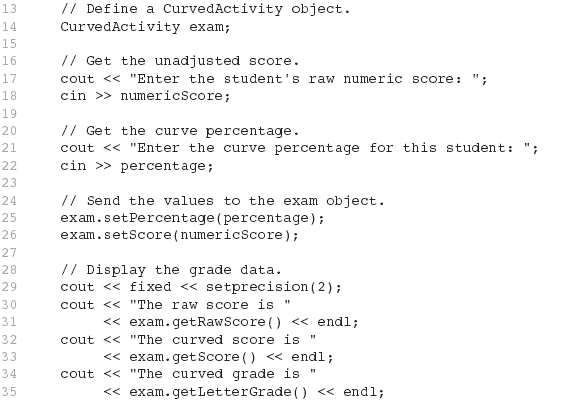 13 // Define a CurvedActivity object.
14 CurvedActivity exam;
15
16 // Get the unadjusted score.
17 cout << "Enter the student's raw numeric score: ";
18 cin >> numericScore;
19
20 // Get the curve percentage.
21 cout << "Enter the curve percentage for this student: ";
22 cin >> percentage;
23
24 // Send the values to the exam object.
25 exam.setPercentage(percentage);
26 exam.setScore(numericScore);
27
28 // Display the grade data.
29 cout << fixed << setprecision(2);
30 cout << "The raw score is "
31 << exam.getRawScore() << endl;
32 cout << "The curved score is "
33 << exam.getScore() << endl;
34 cout << "The curved grade is "
35 << exam.getLetterGrade() << endl;